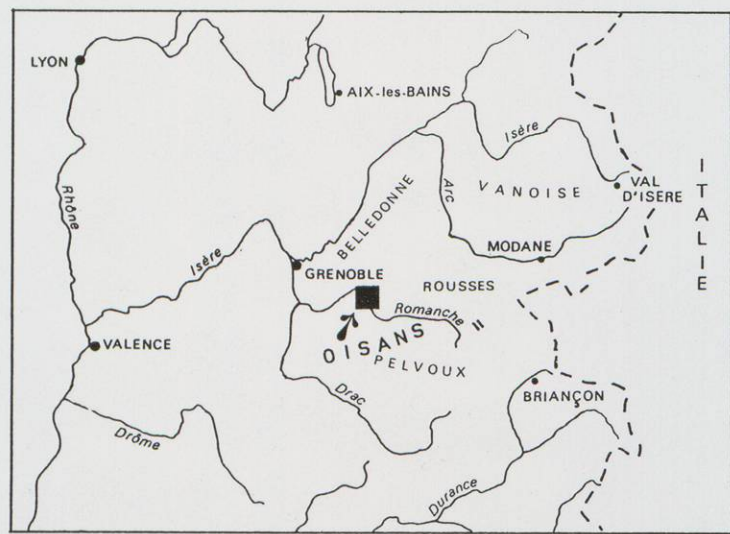 LYON
AIX-les-BAINS
Isère
ITALIE
VANOISE
VAL
D'ISERE
Rhône
Arc
BELLEDONNE
MODANE
Isère
GRENOBLE
ROUSSES
Romanche
VALENCE
OISANS
PELVOUX
BRIANÇON
Drac
Drôme
Durance